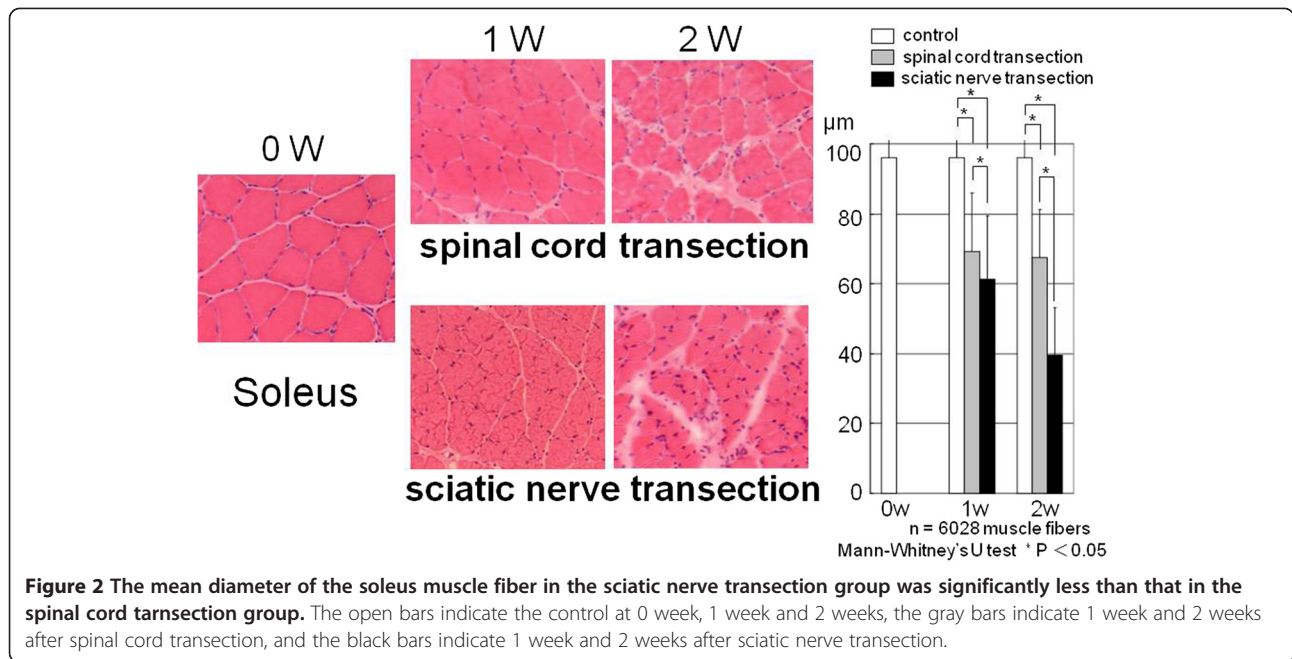 0 W
1 W
2 W
Soleus
spinal cord transection
sciatic nerve transection
control
spinal cord transection
sciatic nerve transection
µm
* * * *
* *
100
80
60
40
20
0
0w 1w 2w
n = 6028 muscle fibers
Mann-Whitney's U test * P < 0.05
Figure 2 The mean diameter of the soleus muscle fiber in the sciatic nerve transection group was significantly less than that in the
spinal cord tarnsection group. The open bars indicate the control at 0 week, 1 week and 2 weeks, the gray bars indicate 1 week and 2 weeks
after spinal cord transection, and the black bars indicate 1 week and 2 weeks after sciatic nerve transection.